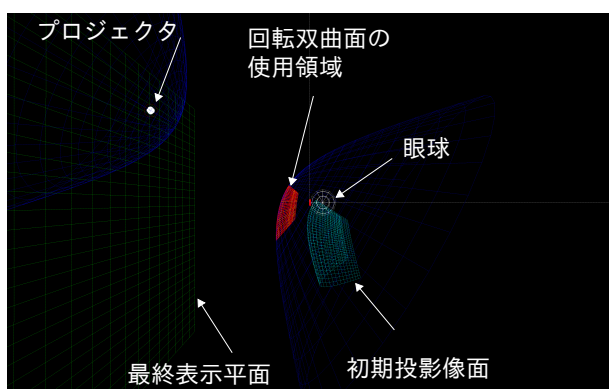 プロジェクタ
回転双曲面の
使用領域
眼球
最終表示平面
初期投影像面